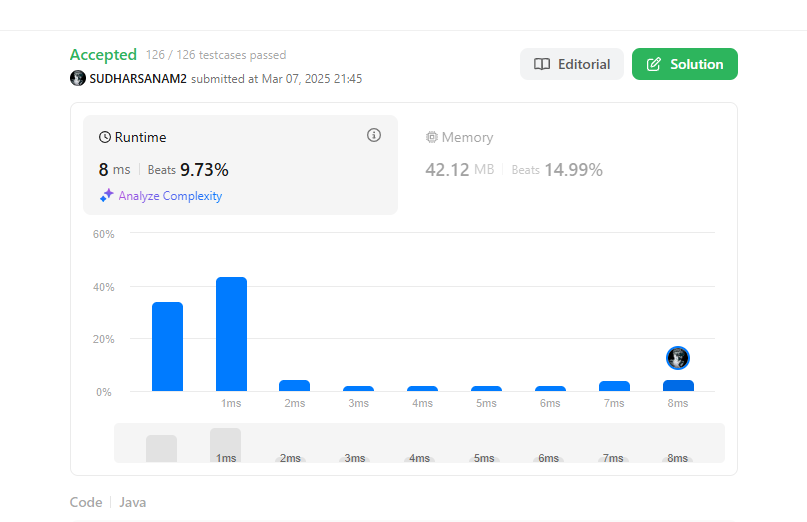 Accepted 126 / 126 testcases passed
SUDHARSANAM2 submitted at Mar 07, 2025 21:45
Editorial
Solution
Runtime
8 ms Beats 9.73%
Analyze Complexity
Memory
42.12 MB Beats 14.99%
60%
40%
20%
0%
1ms 2ms 3ms 4ms 5ms 6ms 7ms 8ms
1ms 2ms 3ms 4ms 5ms 6ms 7ms 8ms
Code Java